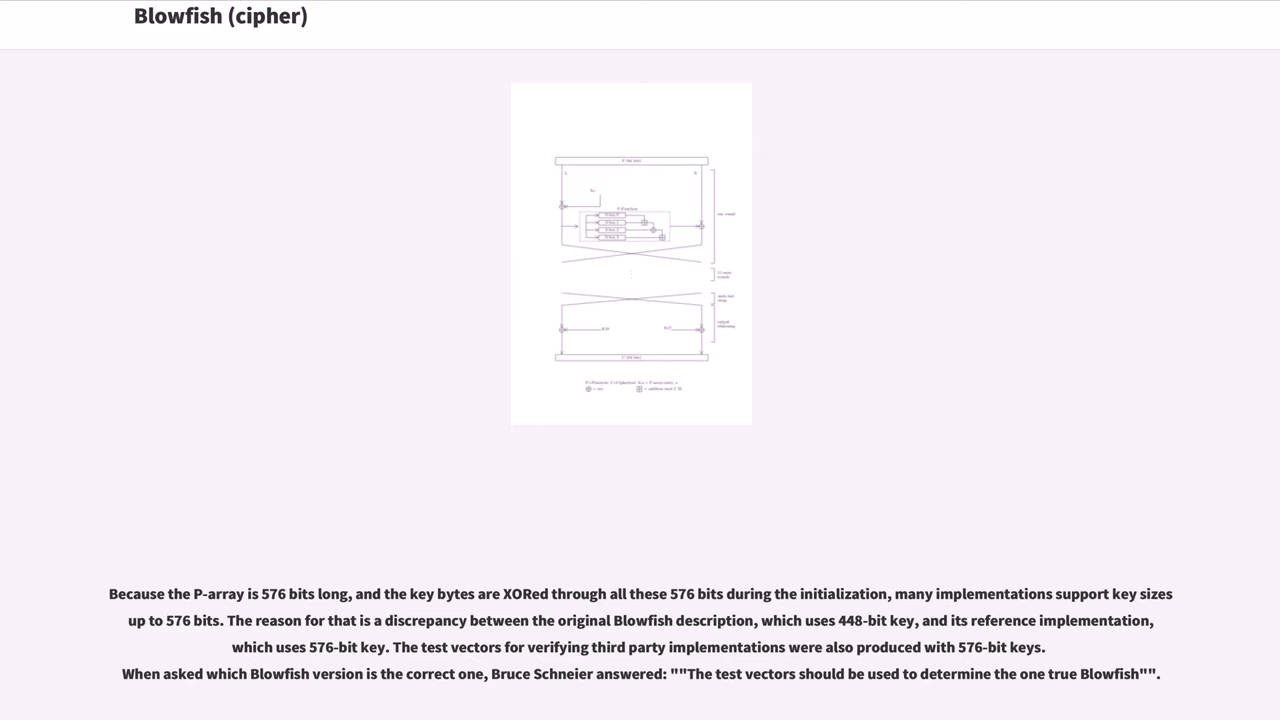 Blowfish (cipher)
Because the P-array is 576 bits long, and the key bytes are XORed through all these 576 bits during the initialization, many implementations support key sizes
up to 576 bits. The reason for that is a discrepancy between the original Blowfish description, which uses 448-bit key, and its reference implementation,
which uses 576-bit key. The test vectors for verifying third party implementations were also produced with 576-bit keys.
When asked which Blowfish version is the correct one, Bruce Schneier answered: ""The test vectors should be used to determine the one true Blowfish"".